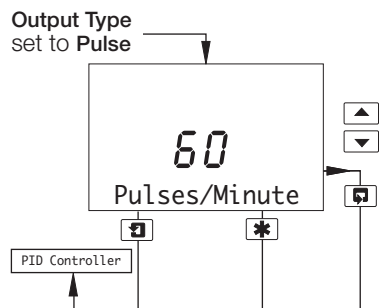 Output Type
set to Pulse
60
Pulses/Minute
PID Controller